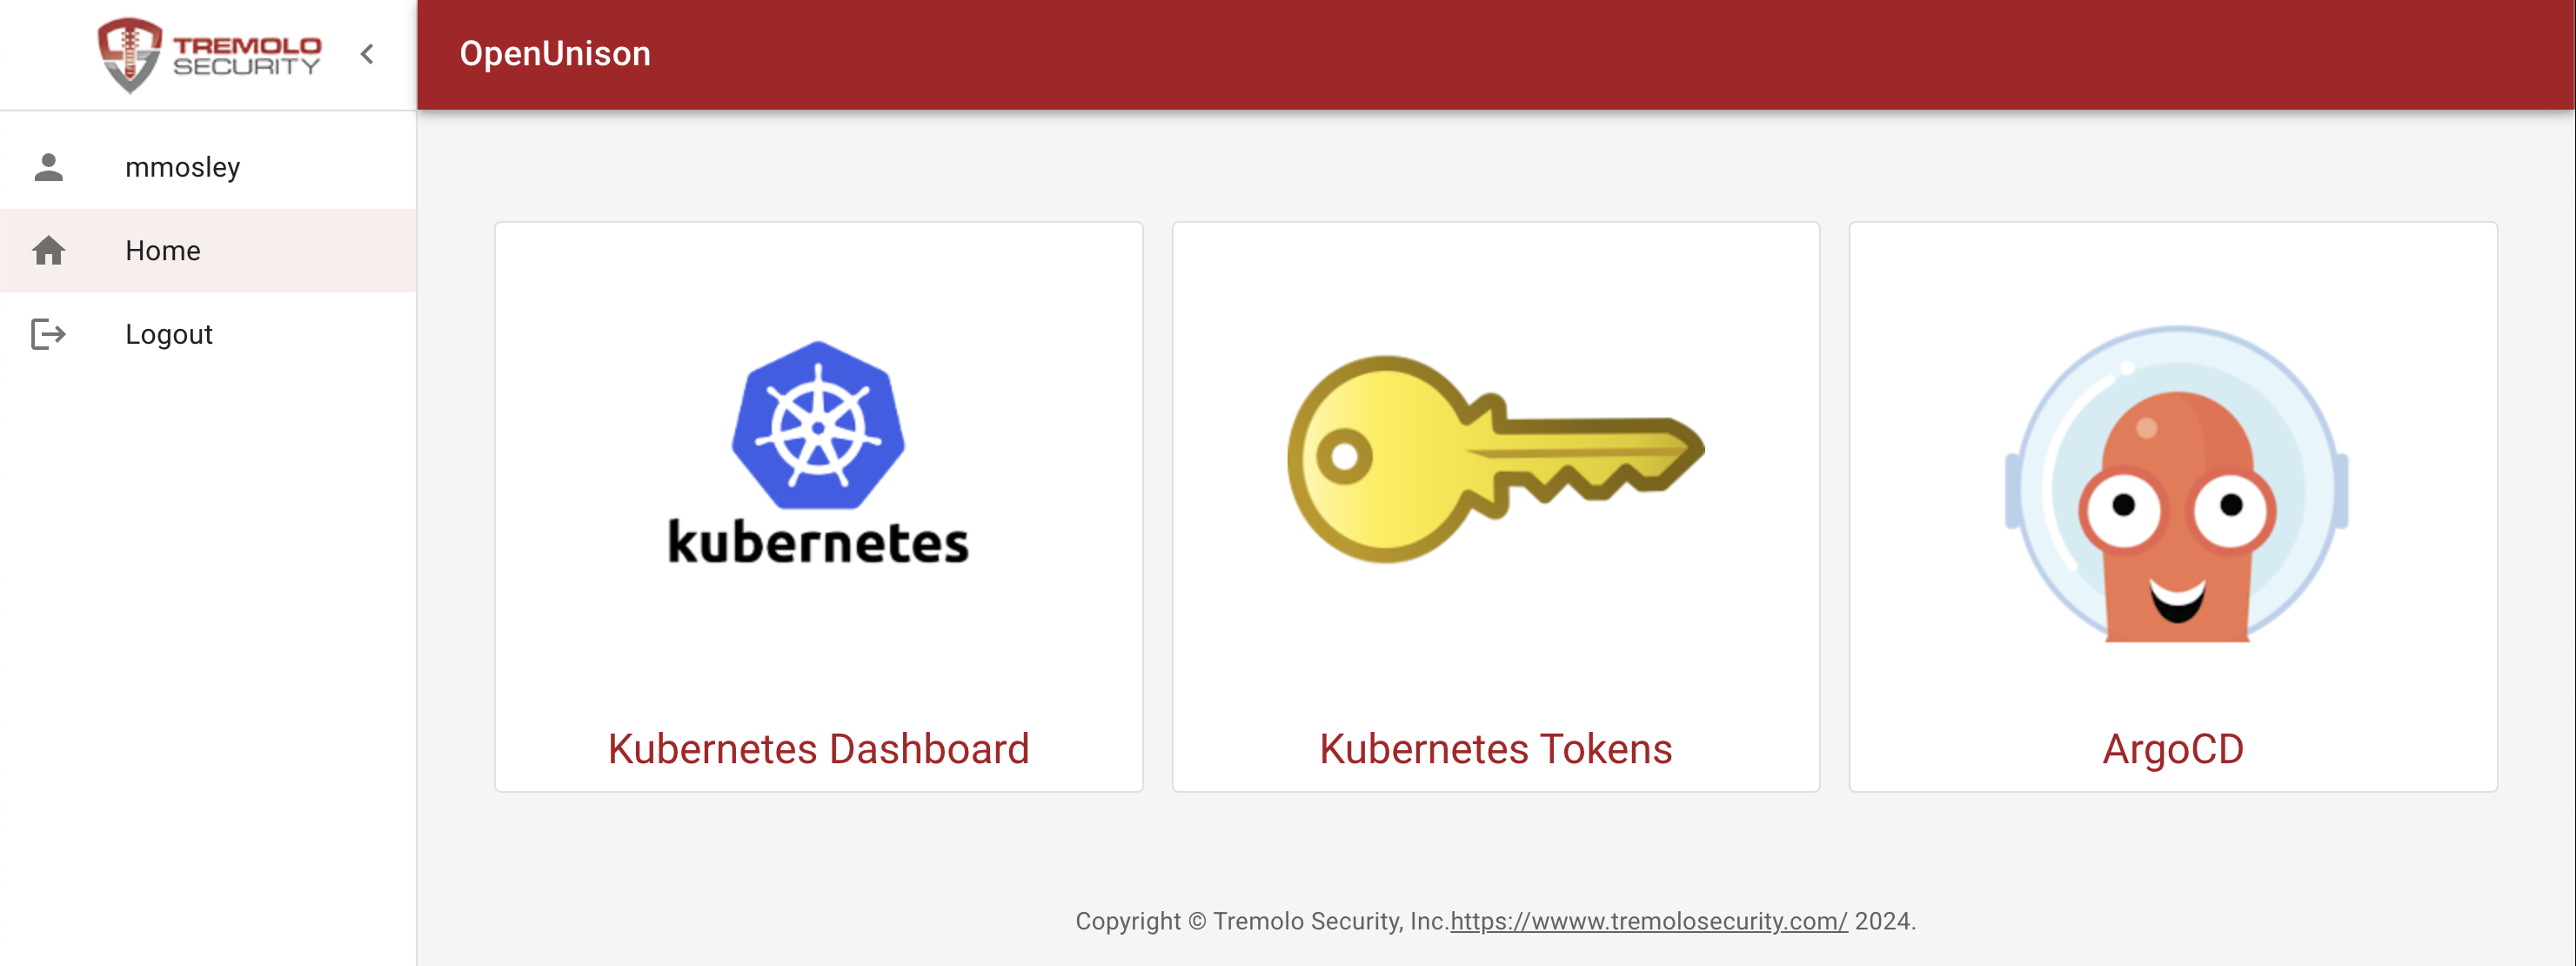 TREMOLO
SECURITY
OpenUnison
mmosley
Home
Logout
kubernetes
Kubernetes Dashboard
Kubernetes Tokens
ArgoCD
Copyright © Tremolo Security, Inc.https://wwww.tremolosecurity.com/ 2024.